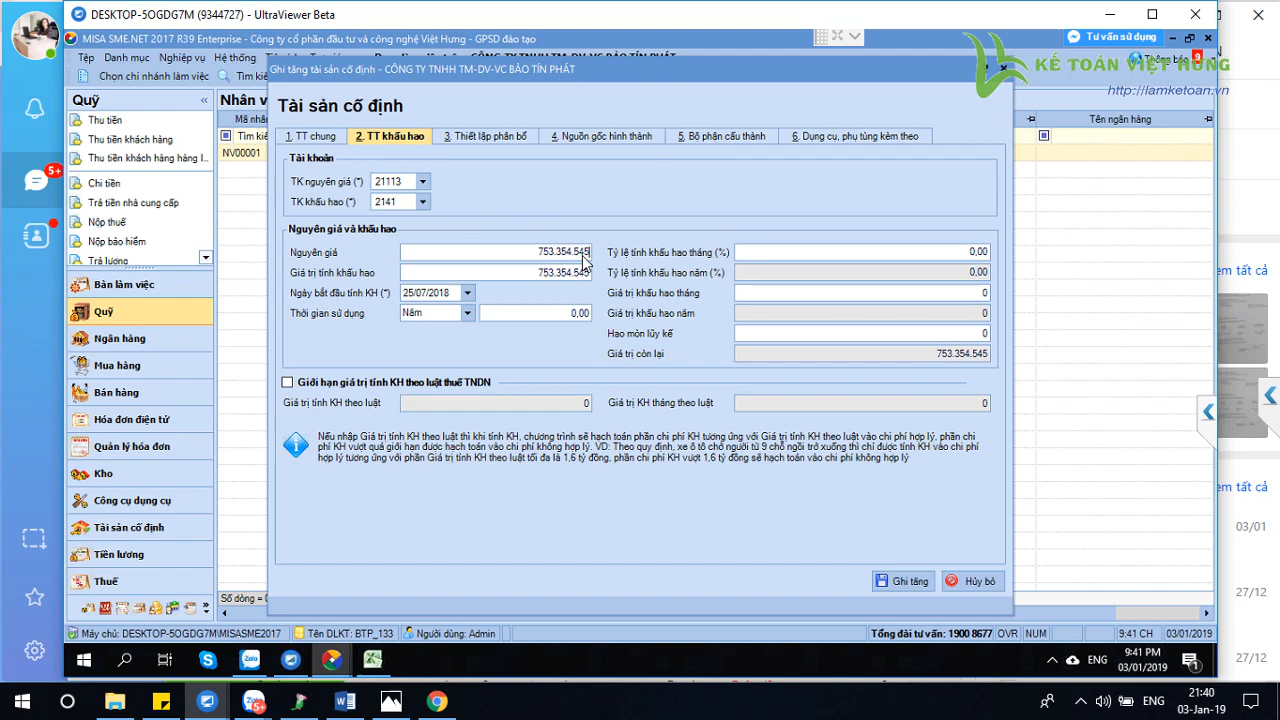 DESKTOP-5OGDG7M (9344727) - UltraViewer Beta
MISA SME.NET 2017 R39 Enterprise - Công ty cổ phần đầu tư và công nghệ Việt Hưng - GPSD đào tạo
Tư vấn sử dụng
Tệp Danh mục Nghiệp vụ Hệ thống
Chọn chi nhánh làm việc
Thông báo 9
KẾ TOÁN VIỆT HƯNG
http://lamketoan.vn
Ghi tăng tài sản cố định - CÔNG TY TNHH TM-DV-VC BẢO TÍN PHÁT
Quỹ
Thu tiền
Thu tiền khách hàng
Thu tiền khách hàng hàng l...
Chi tiền
Trả tiền nhà cung cấp
Nộp thuế
Nộp bảo hiểm
Trả lương
Bàn làm việc
Quỹ
Ngân hàng
Mua hàng
Bán hàng
Hóa đơn điện tử
Quản lý hóa đơn
Kho
Công cụ dụng cụ
Tài sản cố định
Tiền lương
Thuế
Nhân v
Mã nhân
Tìm kiế
NV00001
Số dòng = 
Tên ngân hàng
Tài sản cố định
1. TT chung
2. TT khấu hao
3. Thiết lập phân bổ
4. Nguồn gốc hình thành
5. Bộ phận cấu thành
6. Dụng cụ, phụ tùng kèm theo
Tài khoản
TK nguyên giá (*) 21113
TK khấu hao (*) 2141
Nguyên giá và khấu hao
Nguyên giá 753.354.545
Tỷ lệ tính khấu hao tháng (%) 0,00
Giá trị tính khấu hao 753.354.545
Tỷ lệ tính khấu hao năm (%) 0,00
Ngày bắt đầu tính KH (*) 25/07/2018
Giá trị khấu hao tháng 0
Thời gian sử dụng Năm 0,00
Giá trị khấu hao năm 0
Hao mòn lũy kế 0
Giá trị còn lại 753.354.545
Giới hạn giá trị tính KH theo luật thuế TNDN
Giá trị tính KH theo luật 0
Giá trị KH tháng theo luật 0
Nếu nhập Giá trị tính KH theo luật thì khi tính KH, chương trình sẽ hạch toán phần chi phí KH tương ứng với Giá trị tính KH theo luật vào chi phí hợp lý, phần chi
phí KH vượt quá giới hạn được hạch toán vào chi phí không hợp lý. VD: Theo quy định, xe ô tô chở người từ 9 chỗ ngồi trở xuống thì chỉ được tính KH vào chi phí
hợp lý tương ứng với phần Giá trị tính KH theo luật tối đa là 1,6 tỷ đồng, phần chi phí KH vượt 1,6 tỷ đồng sẽ hạch toán vào chi phí không hợp lý
Ghi tăng
Hủy bỏ
Máy chủ: DESKTOP-5OGDG7M\MISASME2017
Tên DLKT: BTP_133
Người dùng: Admin
Tổng đài tư vấn: 1900 8677
OVR NUM 9:41 CH 03/01/2019
ENG
9:41 PM
03/01/2019
1
5+
em tất cả
em tất cả
03/01
27/12
27/12
Zalo
5+
ENG
21:40
03-Jan-19